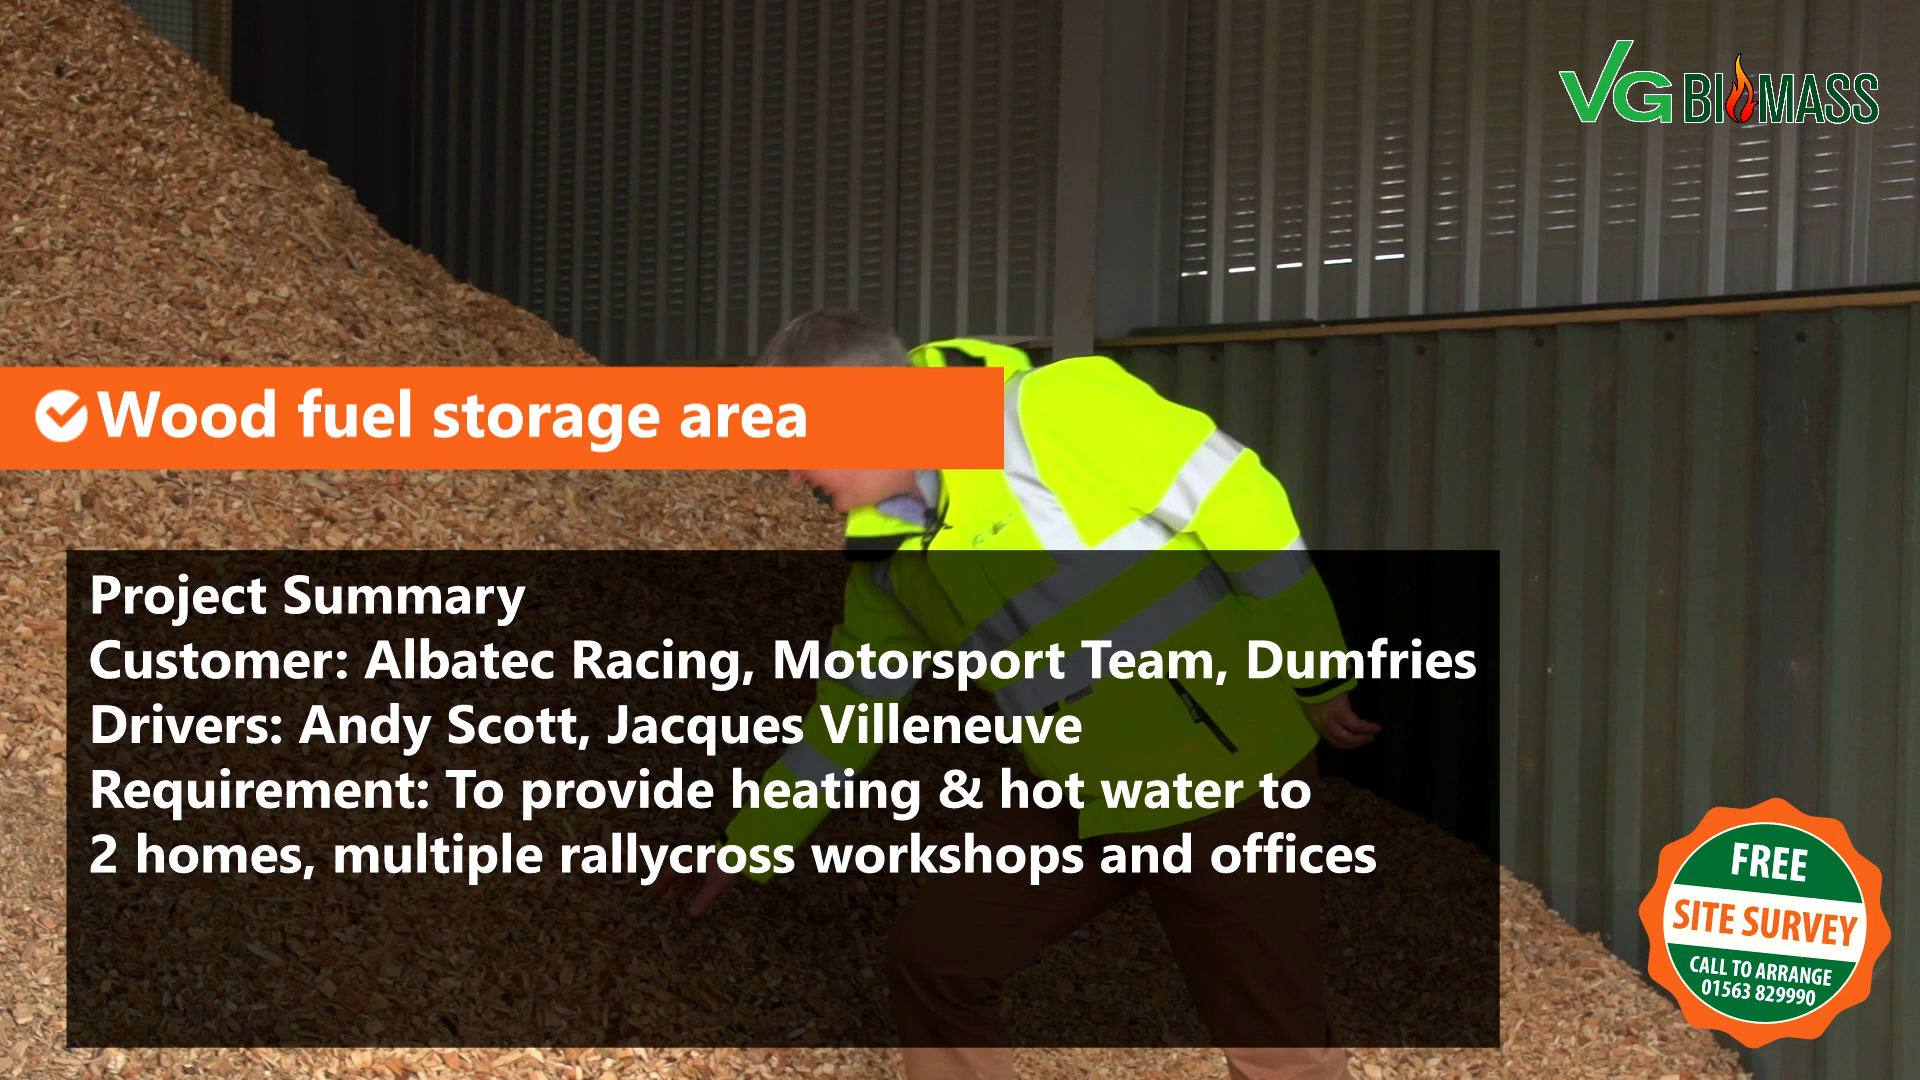 VG BIOMASS
Wood fuel storage area
Project Summary
Customer: Albatec Racing, Motorsport Team, Dumfries
Drivers: Andy Scott, Jacques Villeneuve
Requirement: To provide heating & hot water to
2 homes, multiple rallycross workshops and offices
FREE
SITE SURVEY
CALL TO ARRANGE
01563 829990